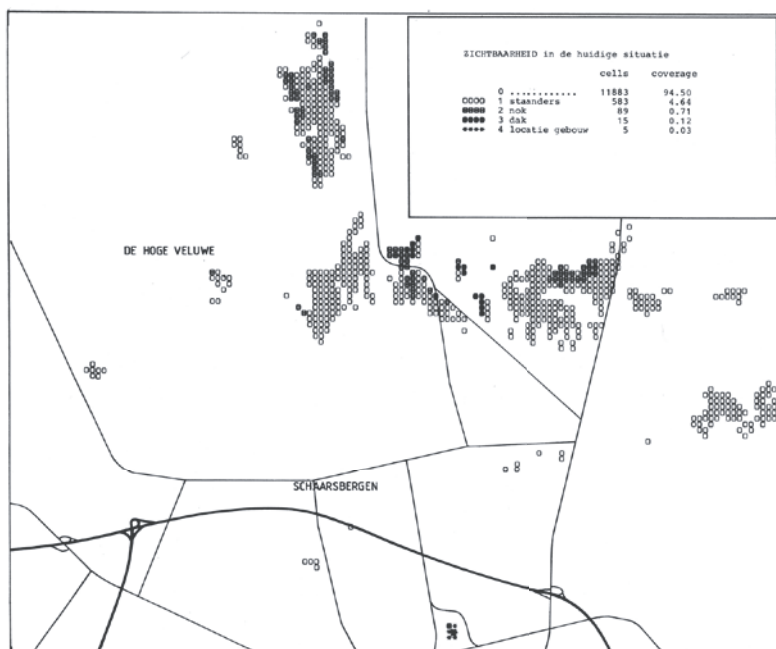 ZICHTBAARHEID in de huidige situatie
cells coverage
0 ............ 11883 94.50
1 staanders 583 4.64
2 nok 89 0.71
3 dak 15 0.12
4 locatie gebouw 5 0.03
DE HOGE VELUWE
SCHAARSBERGEN